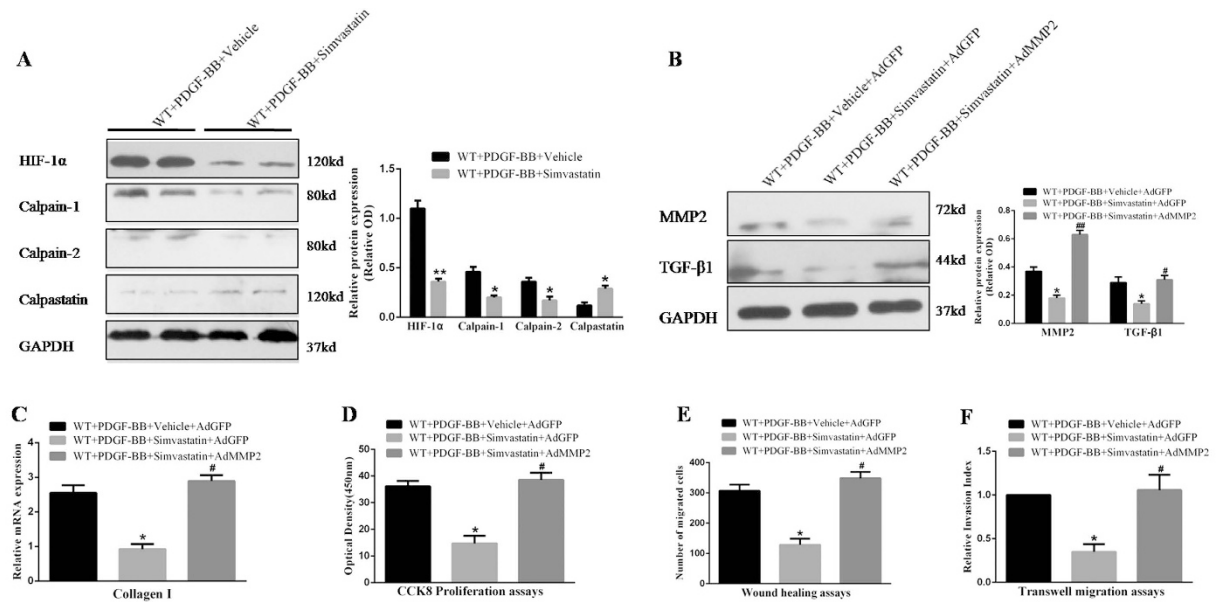 A
WT+PDGF-BB+Vehicle
WT+PDGF-BB+Simvastatin
HIF-1α
120kd
Calpain-1
80kd
Calpain-2
80kd
Calpastatin
120kd
GAPDH
37kd
WT+PDGF-BB+Vehicle
WT+PDGF-BB+Simvastatin
Relative protein expression
(Relative OD)
1.5
1.0
0.5
0.0
**
*
*
*
HIF-1α Calpain-1 Calpain-2 Calpastatin
B
WT+PDGF-BB+Vehicle+AdGFP
WT+PDGF-BB+Simvastatin+AdGFP
WT+PDGF-BB+Simvastatin+AdMMP2
MMP2
72kd
TGF-β1
44kd
GAPDH
37kd
WT+PDGF-BB+Vehicle+AdGFP
WT+PDGF-BB+Simvastatin+AdGFP
WT+PDGF-BB+Simvastatin+AdMMP2
Relative protein expression
(Relative OD)
0.8
0.6
0.4
0.2
0.0
*
##
*
#
MMP2 TGF-β1
C
WT+PDGF-BB+Vehicle+AdGFP
WT+PDGF-BB+Simvastatin+AdGFP
WT+PDGF-BB+Simvastatin+AdMMP2
Relative mRNA expression
4
3
2
1
0
*
#
Collagen I
D
WT+PDGF-BB+Vehicle+AdGFP
WT+PDGF-BB+Simvastatin+AdGFP
WT+PDGF-BB+Simvastatin+AdMMP2
Optical Density(450nm)
50
40
30
20
10
0
*
#
CCK8 Proliferation assays
E
WT+PDGF-BB+Vehicle+AdGFP
WT+PDGF-BB+Simvastatin+AdGFP
WT+PDGF-BB+Simvastatin+AdMMP2
Number of migrated cells
400
300
200
100
0
*
#
Wound healing assays
F
WT+PDGF-BB+Vehicle+AdGFP
WT+PDGF-BB+Simvastatin+AdGFP
WT+PDGF-BB+Simvastatin+AdMMP2
Relative Invasion Index
1.5
1.0
0.5
0.0
*
#
Transwell migration assays